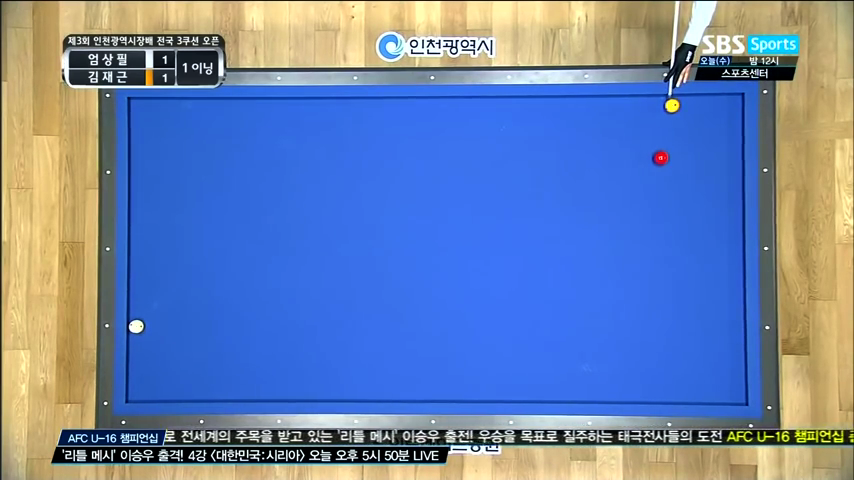 제3회 인천광역시장배 전국 3쿠션 오픈
엄상필 1
김재근 1
1 이닝
인천광역시
SBS Sports
오늘(수) 밤 12시
스포츠센터
AFC U-16 챔피언십
로 전세계의 주목을 받고 있는 '리틀 메시' 이승우 출전! 우승을 목표로 질주하는 태극전사들의 도전 AFC U-16 챔피언십
'리틀 메시' 이승우 출격! 4강 <대한민국:시리아> 오늘 오후 5시 50분 LIVE